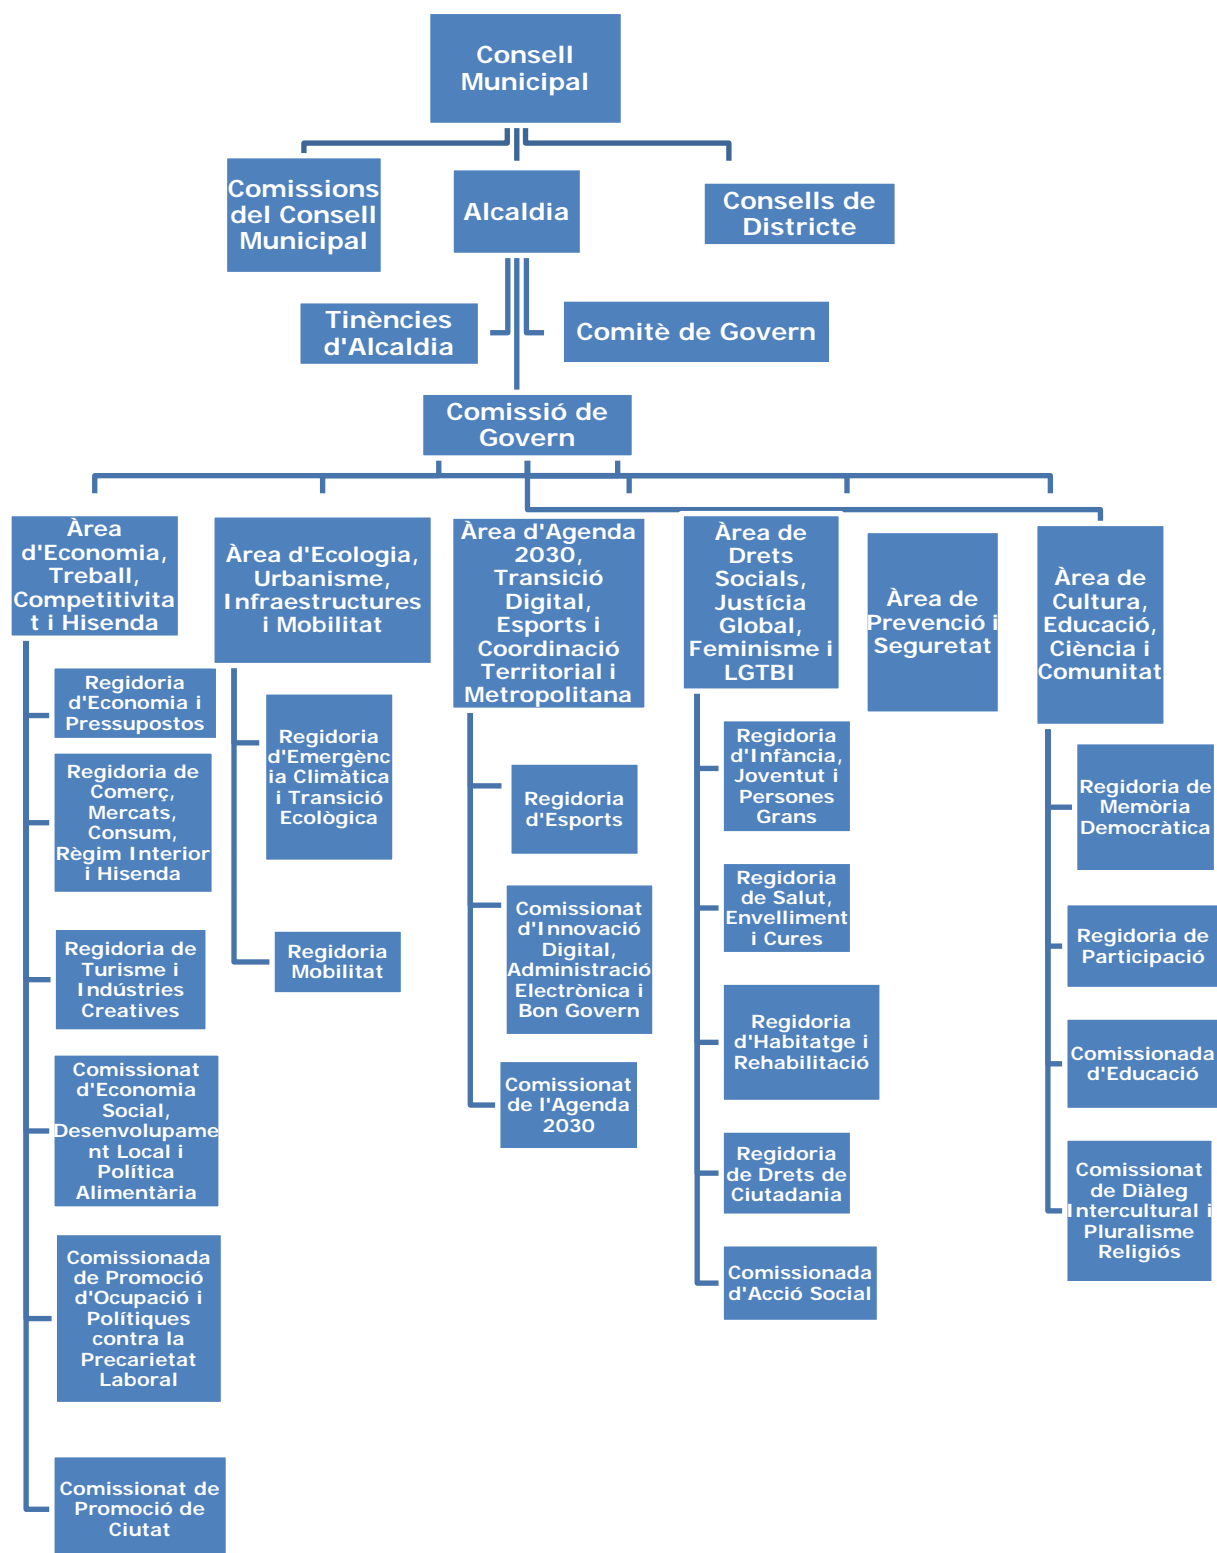 Consell
Municipal
Comissions
del Consell
Municipal
Alcaldia
Consells de
Districte
Tinències
d'Alcaldia
Comitè de Govern
Comissió de
Govern
Àrea
d'Economia,
Treball,
Competitivita
t i Hisenda
Regidoria
d'Economia i
Pressupostos
Regidoria de
Comerç,
Mercats,
Consum,
Règim Interior
i Hisenda
Regidoria de
Turisme i
Indústries
Creatives
Comissionat
d'Economia
Social,
Desenvolupame
nt Local i
Política
Alimentària
Comissionada
de Promoció
d'Ocupació i
Polítiques
contra la
Precarietat
Laboral
Comissionat de
Promoció de
Ciutat
Àrea d'Ecologia,
Urbanisme,
Infraestructures
i Mobilitat
Regidoria
d'Emergènc
ia Climàtica
i Transició
Ecològica
Regidoria
Mobilitat
Àrea d'Agenda
2030,
Transició
Digital,
Esports i
Coordinació
Territorial i
Metropolitana
Regidoria
d'Esports
Comissionat
d'Innovació
Digital,
Administració
Electrònica i
Bon Govern
Comissionat
de l'Agenda
2030
Àrea de
Drets
Socials,
Justícia
Global,
Feminisme i
LGTBI
Regidoria
d'Infància,
Joventut i
Persones
Grans
Regidoria
de Salut,
Envelliment
i Cures
Regidoria
d'Habitatge i
Rehabilitació
Regidoria
de Drets de
Ciutadania
Comissionada
d'Acció Social
Àrea de
Prevenció i
Seguretat
Àrea de
Cultura,
Educació,
Ciència i
Comunitat
Regidoria de
Memòria
Democràtica
Regidoria de
Participació
Comissionada
d'Educació
Comissionat
de Diàleg
Intercultural i
Pluralisme
Religiós